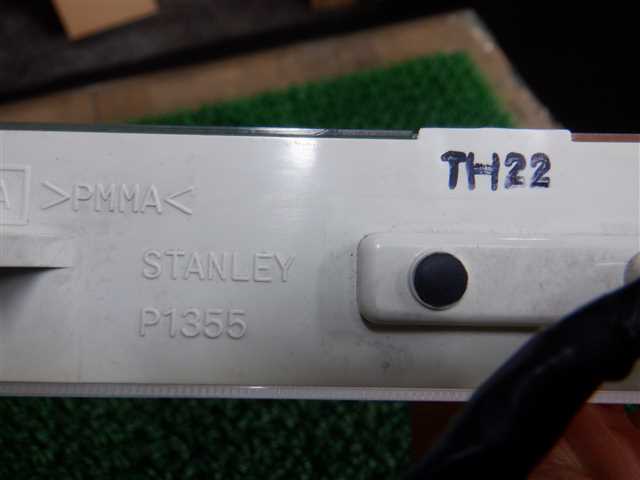 A >PMMA<
TH22
STANLEY
P1355